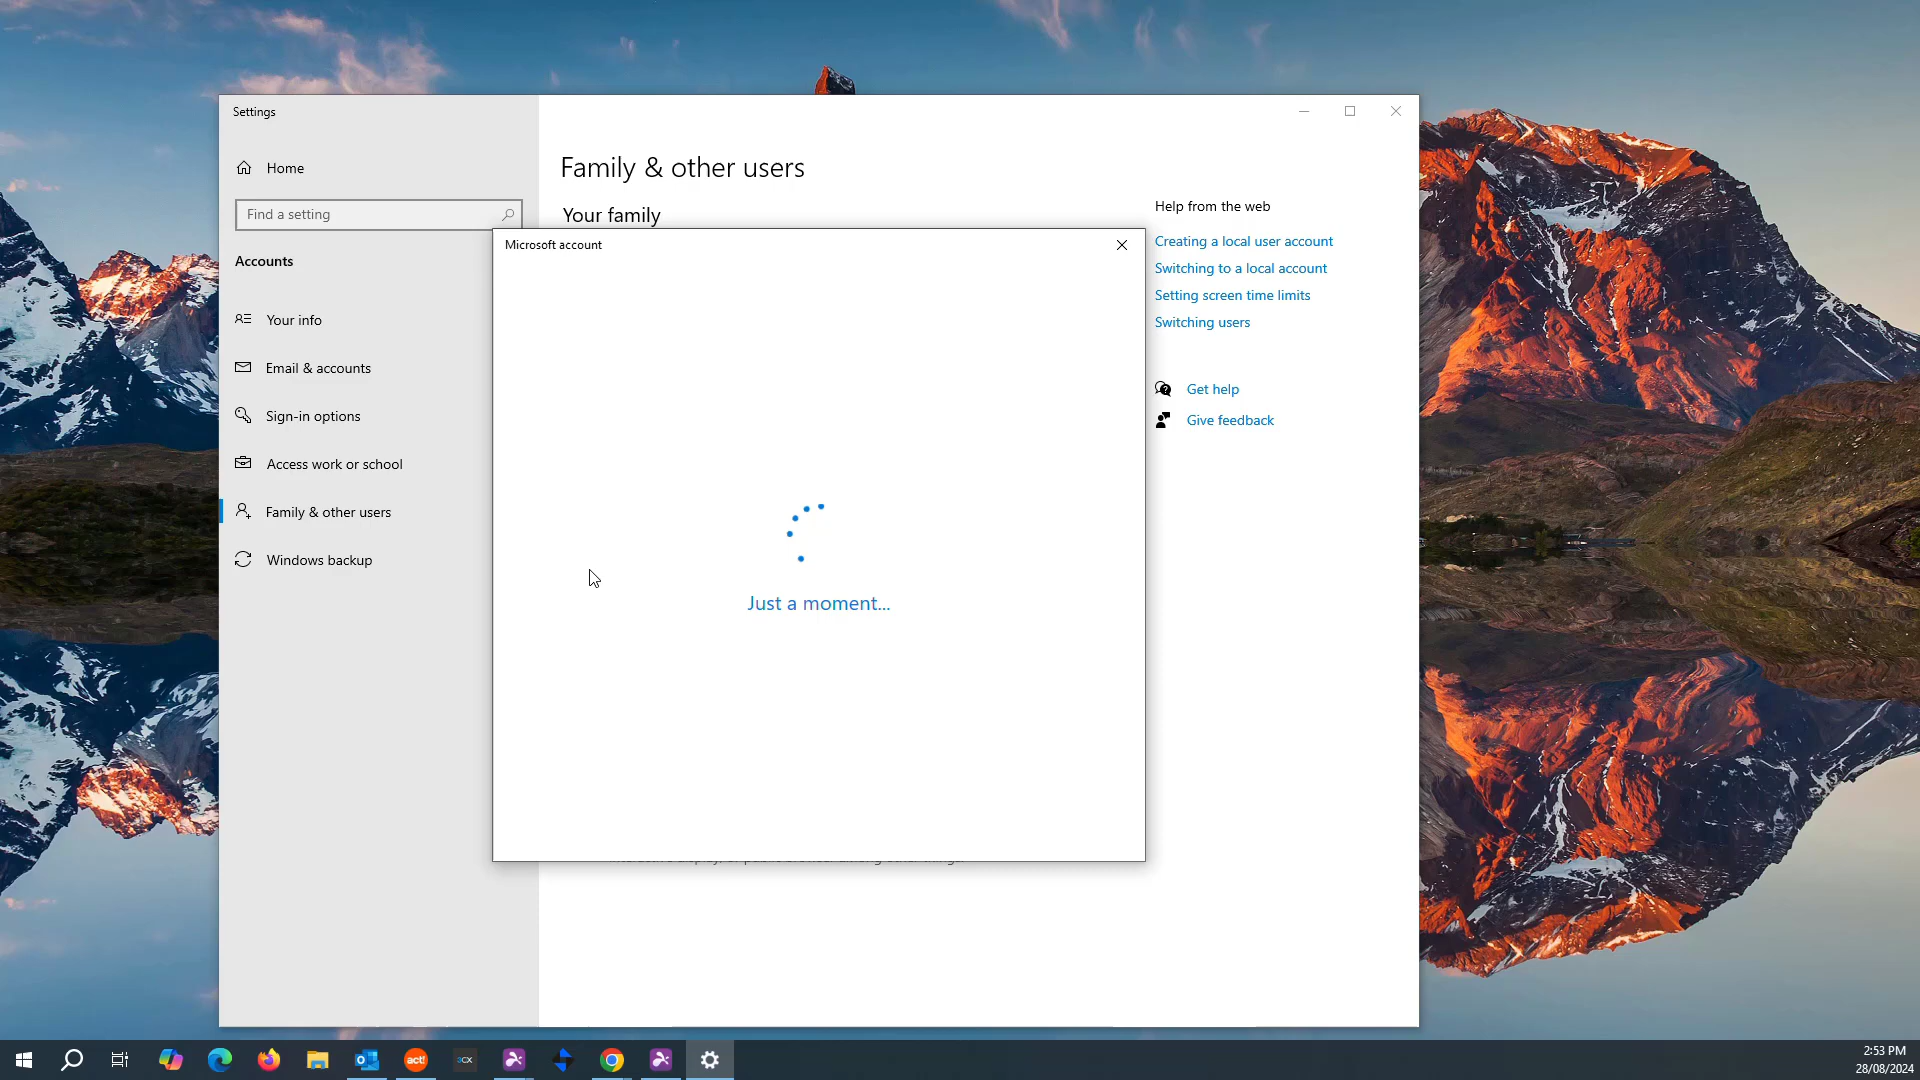 Settings
Home
Find a setting
Accounts
Your info
Email & accounts
Sign-in options
Access work or school
Family & other users
Windows backup
Family & other users
Your family
Microsoft account
Just a moment...
Help from the web
Creating a local user account
Switching to a local account
Setting screen time limits
Switching users
Get help
Give feedback
act!
3CX
2:53 PM
28/08/2024